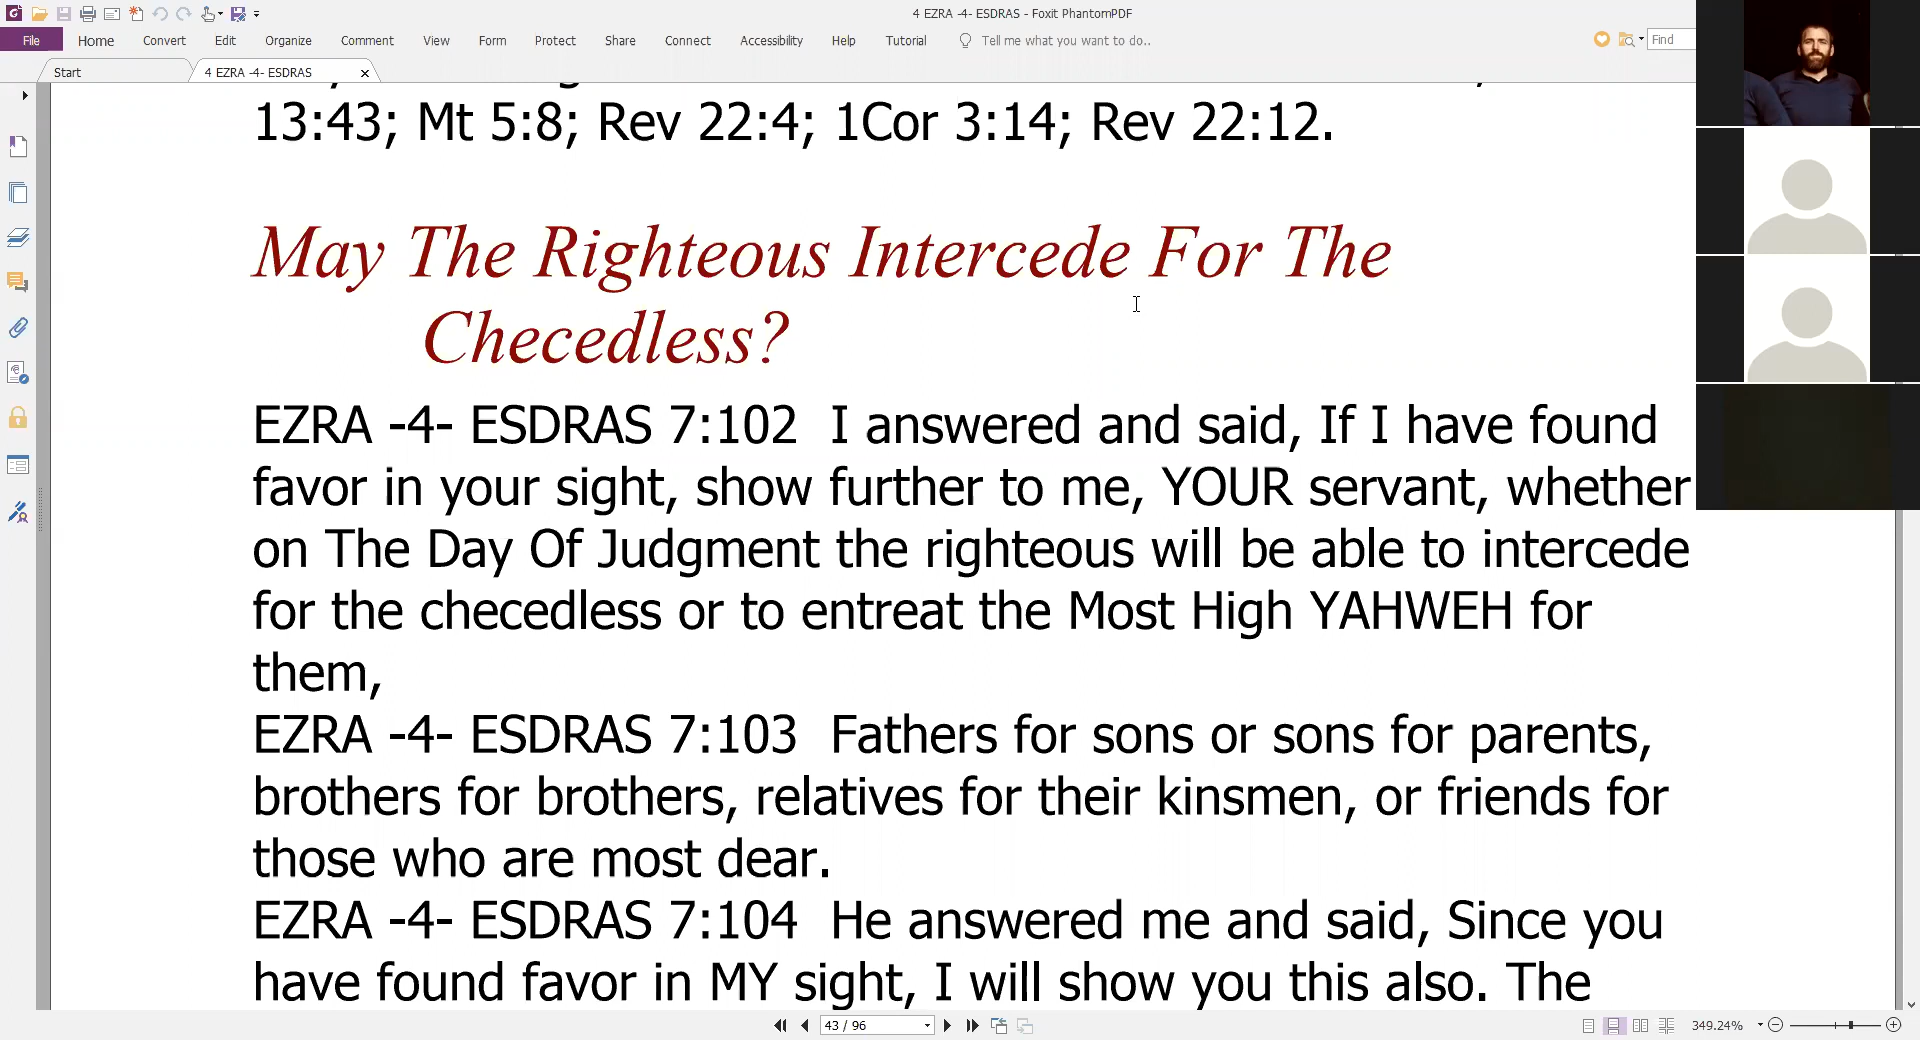 4 EZRA -4- ESDRAS - Foxit PhantomPDF
File Home Convert Edit Organize Comment View Form Protect Share Connect Accessibility Help Tutorial Tell me what you want to do.. Find
Start 4 EZRA -4- ESDRAS
13:43; Mt 5:8; Rev 22:4; 1Cor 3:14; Rev 22:12.
May The Righteous Intercede For The
Checedless?
EZRA -4- ESDRAS 7:102 I answered and said, If I have found
favor in your sight, show further to me, YOUR servant, whether
on The Day Of Judgment the righteous will be able to intercede
for the checedless or to entreat the Most High YAHWEH for
them,
EZRA -4- ESDRAS 7:103 Fathers for sons or sons for parents,
brothers for brothers, relatives for their kinsmen, or friends for
those who are most dear.
EZRA -4- ESDRAS 7:104 He answered me and said, Since you
have found favor in MY sight, I will show you this also. The
43 / 96
349.24%